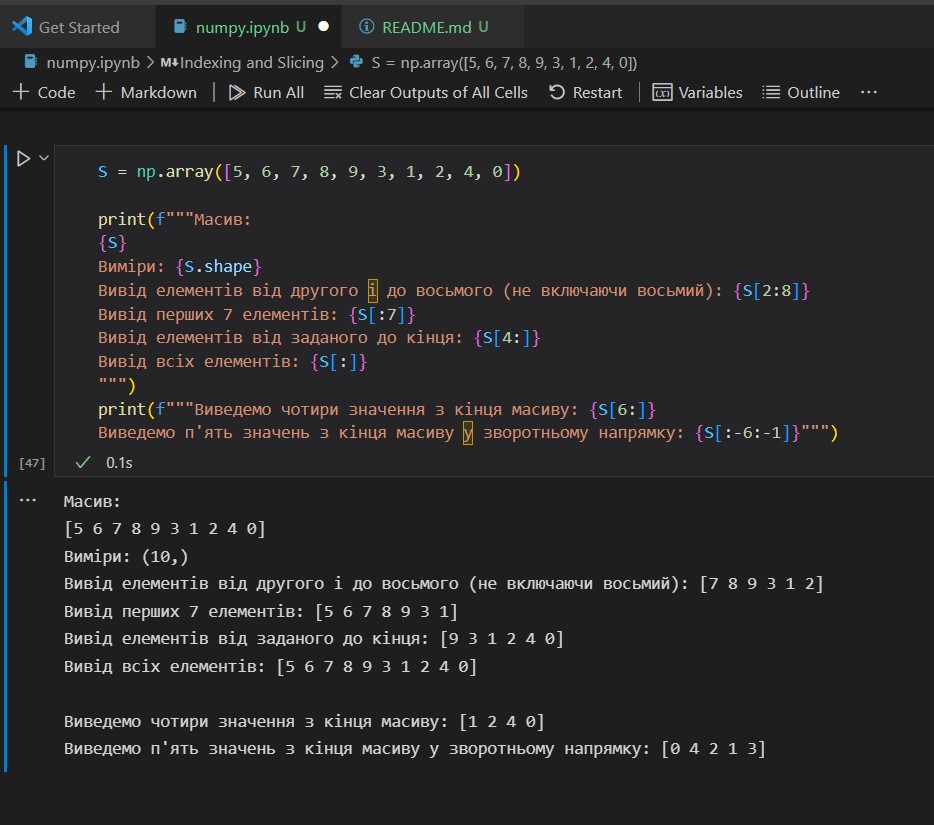 Get Started
numpy.ipynb U
README.md U
numpy.ipynb > M↓Indexing and Slicing > S = np.array([5, 6, 7, 8, 9, 3, 1, 2, 4, 0])
+ Code + Markdown | Run All Clear Outputs of All Cells Restart | Variables Outline ...
S = np.array([5, 6, 7, 8, 9, 3, 1, 2, 4, 0])
print(f"""Масив:
{S}
Виміри: {S.shape}
Вивід елементів від другого і до восьмого (не включаючи восьмий): {S[2:8]}
Вивід перших 7 елементів: {S[:7]}
Вивід елементів від заданого до кінця: {S[4:]}
Вивід всіх елементів: {S[:]}
""")
print(f"""Виведемо чотири значення з кінця масиву: {S[6:]}
Виведемо п'ять значень з кінця масиву у зворотньому напрямку: {S[:-6:-1]}""")
[47] ✓ 0.1s
... Масив:
[5 6 7 8 9 3 1 2 4 0]
Виміри: (10,)
Вивід елементів від другого і до восьмого (не включаючи восьмий): [7 8 9 3 1 2]
Вивід перших 7 елементів: [5 6 7 8 9 3 1]
Вивід елементів від заданого до кінця: [9 3 1 2 4 0]
Вивід всіх елементів: [5 6 7 8 9 3 1 2 4 0]
Виведемо чотири значення з кінця масиву: [1 2 4 0]
Виведемо п'ять значень з кінця масиву у зворотньому напрямку: [0 4 2 1 3]